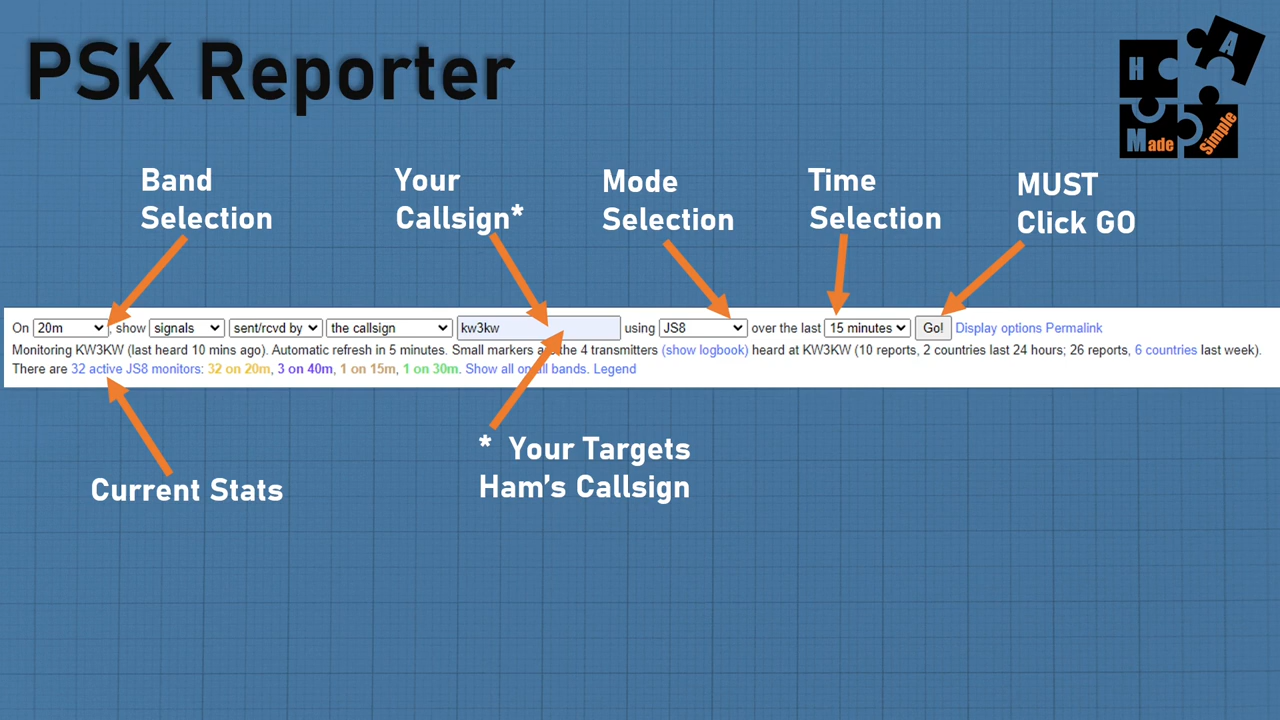 PSK Reporter
H A
Made Simple
Band
Selection
Your
Callsign*
Mode
Selection
Time
Selection
MUST
Click GO
On 20m , show signals sent/rcvd by the callsign kw3kw using JS8 over the last 15 minutes Go! Display options Permalink
Monitoring KW3KW (last heard 10 mins ago). Automatic refresh in 5 minutes. Small markers are the 4 transmitters (show logbook) heard at KW3KW (10 reports, 2 countries last 24 hours; 26 reports, 6 countries last week).
There are 32 active JS8 monitors: 32 on 20m, 3 on 40m, 1 on 15m, 1 on 30m. Show all on all bands. Legend
* Your Targets
Ham's Callsign
Current Stats